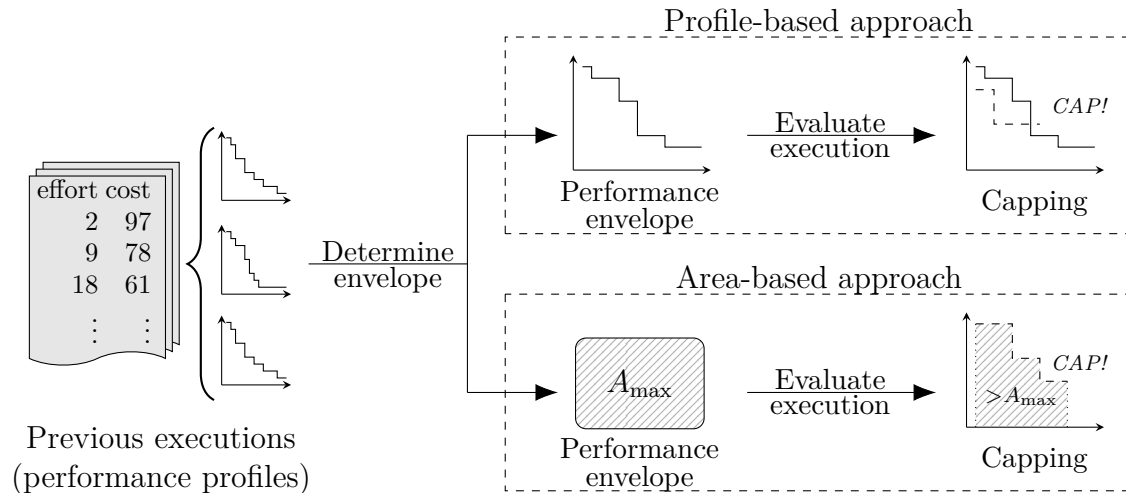 Profile-based approach
effort cost
2 97
9 78
18 61
⋮ ⋮
Previous executions
(performance profiles)
Determine
envelope
Performance
envelope
Evaluate
execution
CAP!
Capping
Area-based approach
A_max
Performance
envelope
Evaluate
execution
CAP!
>A_max
Capping